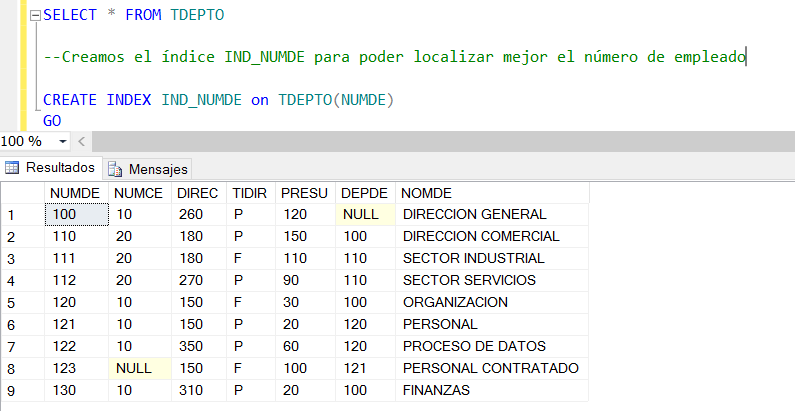 SELECT * FROM TDEPTO
--Creamos el índice IND_NUMDE para poder localizar mejor el número de empleado
CREATE INDEX IND_NUMDE on TDEPTO(NUMDE)
GO
100 %
Resultados Mensajes
NUMDE NUMCE DIREC TIDIR PRESU DEPDE NOMDE
1 100 10 260 P 120 NULL DIRECCION GENERAL
2 110 20 180 P 150 100 DIRECCION COMERCIAL
3 111 20 180 F 110 110 SECTOR INDUSTRIAL
4 112 20 270 P 90 110 SECTOR SERVICIOS
5 120 10 150 F 30 100 ORGANIZACION
6 121 10 150 P 20 120 PERSONAL
7 122 10 350 P 60 120 PROCESO DE DATOS
8 123 NULL 150 F 100 121 PERSONAL CONTRATADO
9 130 10 310 P 20 100 FINANZAS